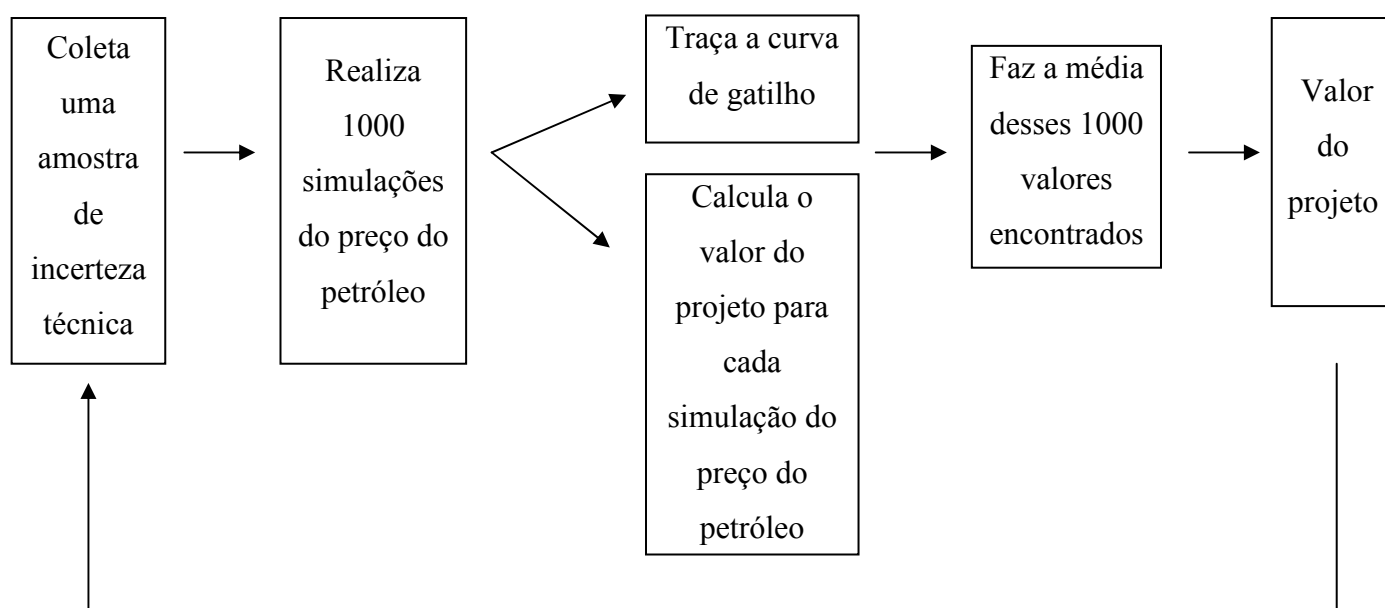 Coleta
uma
amostra
de
incerteza
técnica
Realiza
1000
simulações
do preço do
petróleo
Traça a curva
de gatilho
Calcula o
valor do
projeto para
cada
simulação do
preço do
petróleo
Faz a média
desses 1000
valores
encontrados
Valor
do
projeto